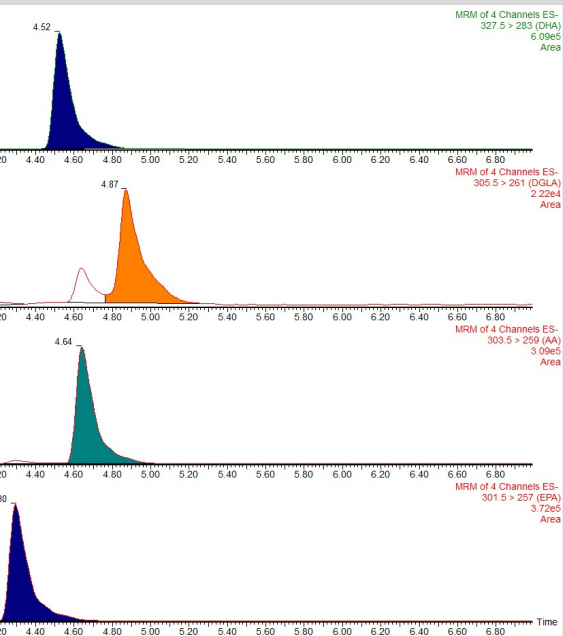 MRM of 4 Channels ES-
327.5 > 283 (DHA)
6.09e5
Area
4.52
20 4.40 4.60 4.80 5.00 5.20 5.40 5.60 5.80 6.00 6.20 6.40 6.60 6.80
MRM of 4 Channels ES-
305.5 > 261 (DGLA)
2.22e4
Area
4.87
20 4.40 4.60 4.80 5.00 5.20 5.40 5.60 5.80 6.00 6.20 6.40 6.60 6.80
MRM of 4 Channels ES-
303.5 > 259 (AA)
3.09e5
Area
4.64
20 4.40 4.60 4.80 5.00 5.20 5.40 5.60 5.80 6.00 6.20 6.40 6.60 6.80
MRM of 4 Channels ES-
301.5 > 257 (EPA)
3.72e5
Area
30
20 4.40 4.60 4.80 5.00 5.20 5.40 5.60 5.80 6.00 6.20 6.40 6.60 6.80 Time